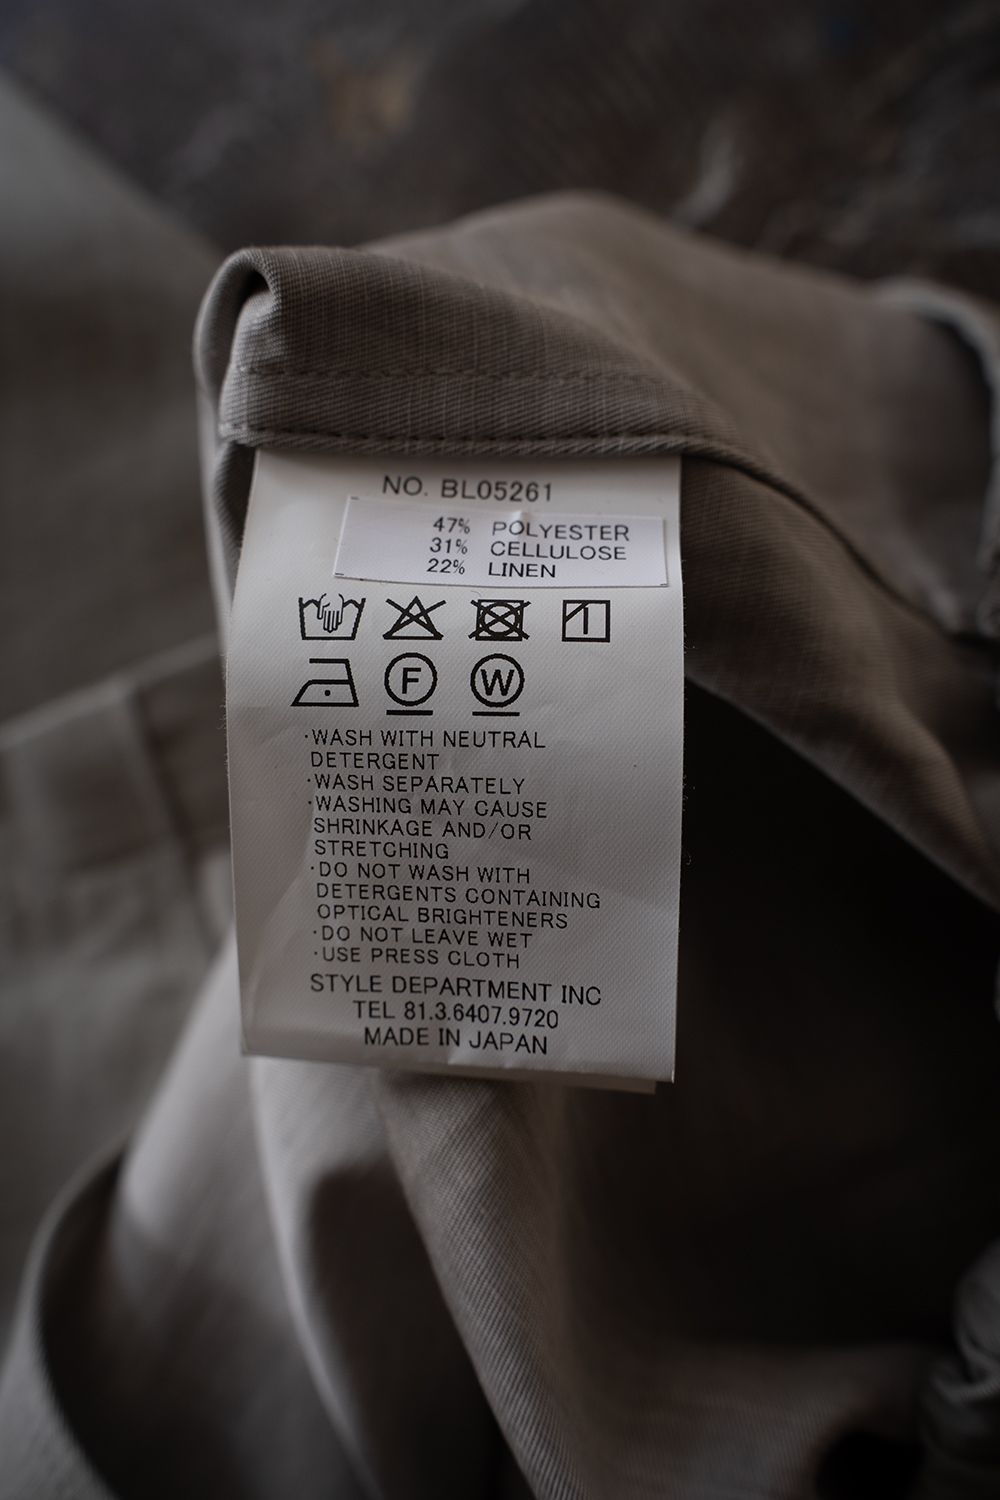 NO. BL05261
47% POLYESTER
31% CELLULOSE
22% LINEN
F W
·WASH WITH NEUTRAL
DETERGENT
·WASH SEPARATELY
·WASHING MAY CAUSE
SHRINKAGE AND/OR
STRETCHING
·DO NOT WASH WITH
DETERGENTS CONTAINING
OPTICAL BRIGHTENERS
·DO NOT LEAVE WET
·USE PRESS CLOTH
STYLE DEPARTMENT INC
TEL 81.3.6407.9720
MADE IN JAPAN